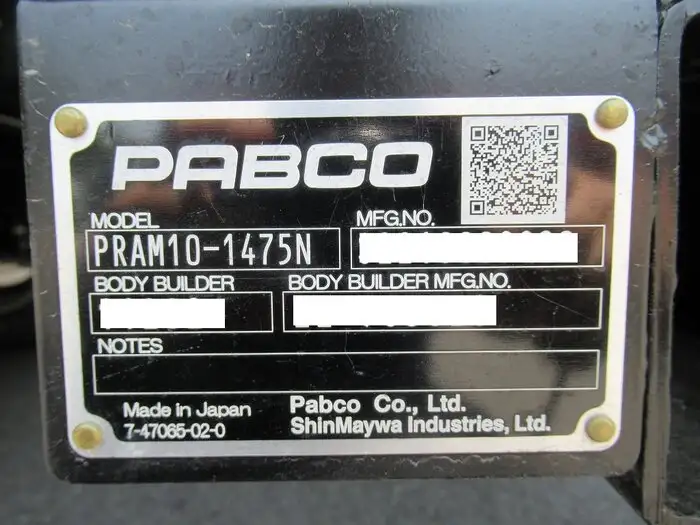 PABCO
MODEL MFG.NO.
PRAM10-1475N
BODY BUILDER BODY BUILDER MFG.NO.
NOTES
Made in Japan Pabco Co., Ltd.
7-47065-02-0 ShinMaywa Industries, Ltd.